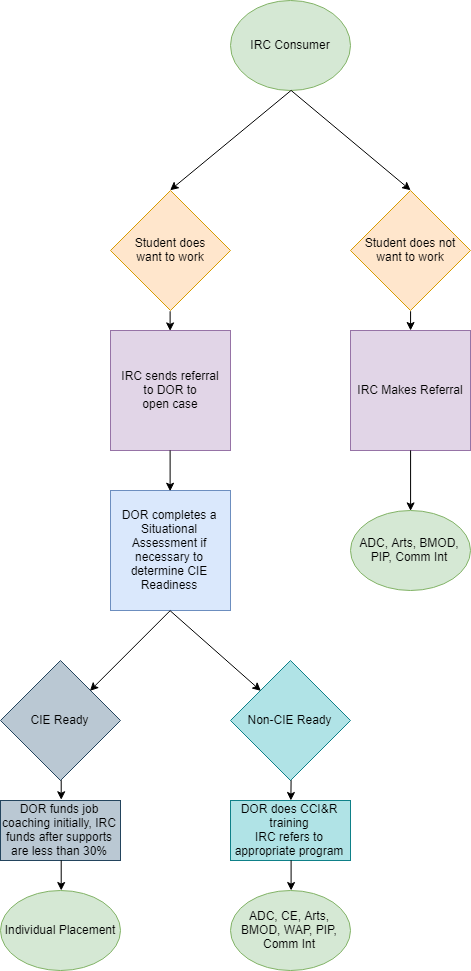 IRC Consumer
Student does
want to work
Student does not
want to work
IRC sends referral
to DOR to
open case
IRC Makes Referral
DOR completes a
Situational
Assessment if
necessary to
determine CIE
Readiness
ADC, Arts, BMOD,
PIP, Comm Int
CIE Ready
Non-CIE Ready
DOR funds job
coaching initially, IRC
funds after supports
are less than 30%
DOR does CCI&R
training
IRC refers to
appropriate program
Individual Placement
ADC, CE, Arts,
BMOD, WAP, PIP,
Comm Int